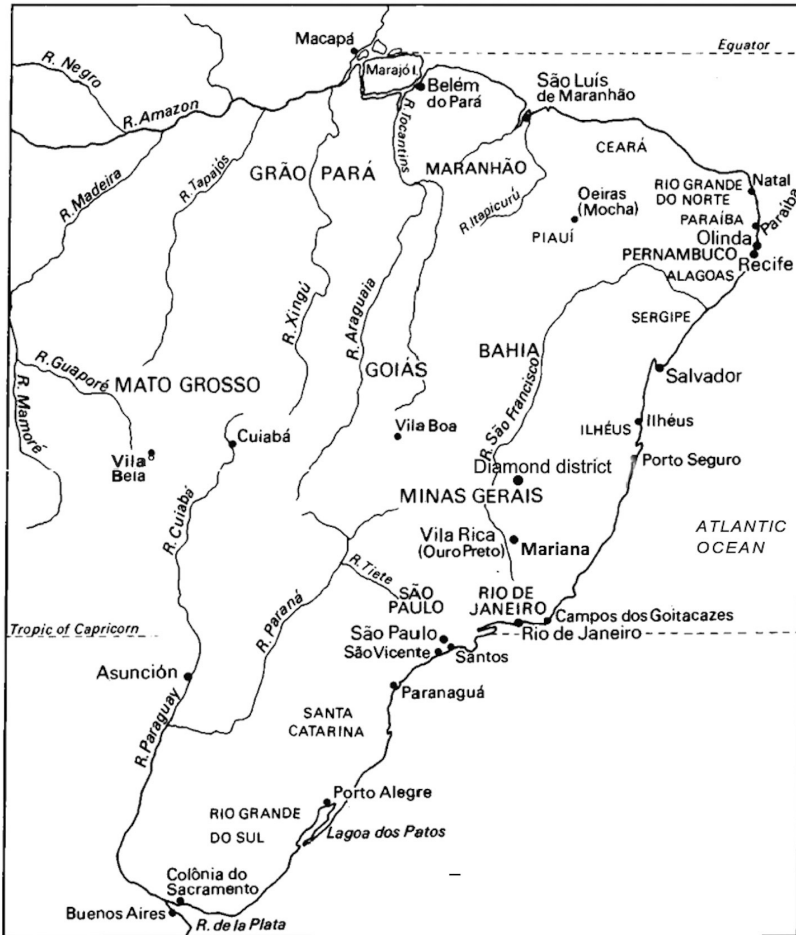 Macapá
Equator
R. Negro
Marajó I.
Belém
do Pará
São Luís
de Maranhão
R. Amazon
R. Tocantins
CEARÁ
R. Madeira
R. Tapajós
GRÃO PARÁ
MARANHÃO
R. Itapicurú
Oeiras
(Mocha)
RIO GRANDE
DO NORTE
Natal
PARAÍBA
Paraíba
PIAUÍ
Olinda
PERNAMBUCO
Recife
ALAGOAS
R. Xingú
R. Araguaia
SERGIPE
R. Guaporé
MATO GROSSO
GOIÁS
BAHIA
R. São Francisco
Salvador
R. Mamoré
Vila
Bela
Cuiabá
Vila Boa
ILHÉUS
Ilhéus
Diamond district
Porto Seguro
MINAS GERAIS
R. Cuiabá
Vila Rica
(Ouro Preto)
Mariana
ATLANTIC
OCEAN
R. Tiete
R. Paraná
SÃO
PAULO
RIO DE
JANEIRO
Campos dos Goitacazes
Tropic of Capricorn
São Paulo
Rio de Janeiro
São Vicente
Santos
Asunción
Paranaguá
R. Paraguay
SANTA
CATARINA
Porto Alegre
RIO GRANDE
DO SUL
Lagoa dos Patos
Colônia do
Sacramento
Buenos Aires
R. de la Plata